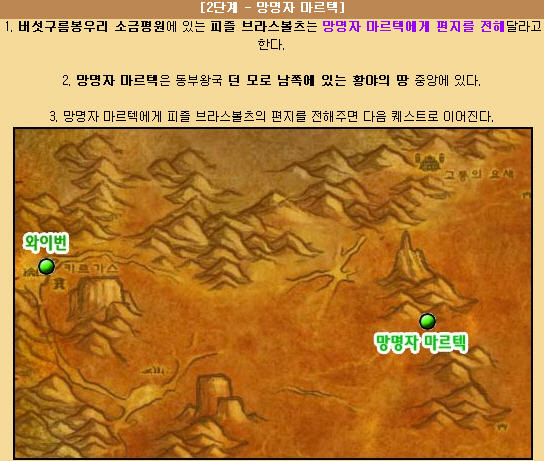 [2단계 - 망명자 마르텍]
1. 버섯구름봉우리 소금평원에 있는 피즐 브라스볼츠는 망명자 마르텍에게 편지를 전해달라고
한다.
2. 망명자 마르텍은 동부왕국 던 모로 남쪽에 있는 황야의 땅 중앙에 있다.
3. 망명자 마르텍에게 피즐 브라스볼츠의 편지를 전해주면 다음 퀘스트로 이어진다.
고통의 요새
와이번
카르가스
망명자 마르텍